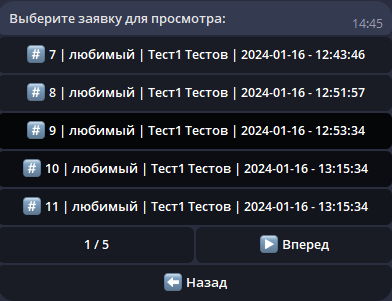 Выберите заявку для просмотра:
14:45
#️⃣ 7 | любимый | Тест1 Тестов | 2024-01-16 - 12:43:46
#️⃣ 8 | любимый | Тест1 Тестов | 2024-01-16 - 12:51:57
#️⃣ 9 | любимый | Тест1 Тестов | 2024-01-16 - 12:53:34
#️⃣ 10 | любимый | Тест1 Тестов | 2024-01-16 - 13:15:34
#️⃣ 11 | любимый | Тест1 Тестов | 2024-01-16 - 13:15:34
1 / 5
▶️ Вперед
⬅️ Назад